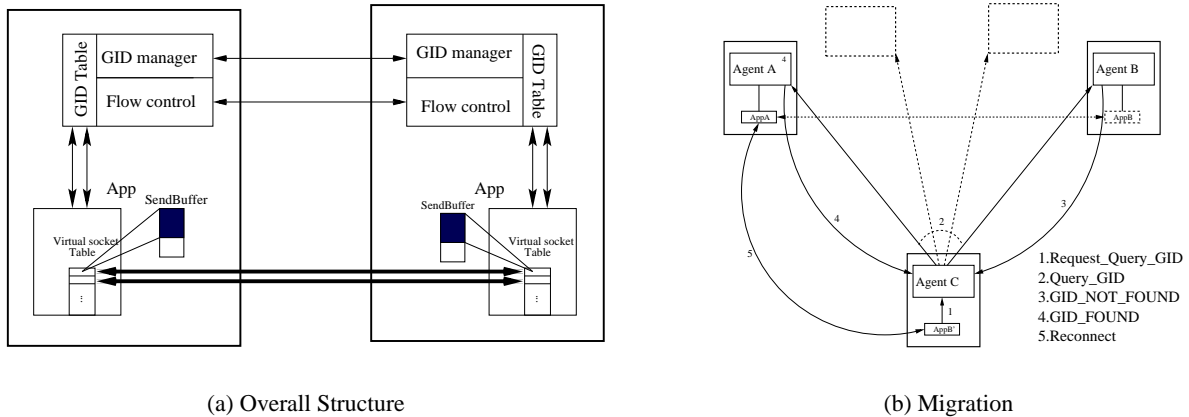 GID Table
GID manager
Flow control
GID manager
Flow control
GID Table
App
SendBuffer
Virtual socket
Table
...
App
SendBuffer
Virtual socket
Table
...
(a) Overall Structure
Agent A
4
AppA
Agent B
AppB
2
4
3
5
Agent C
1
AppB'
1.Request_Query_GID
2.Query_GID
3.GID_NOT_FOUND
4.GID_FOUND
5.Reconnect
(b) Migration